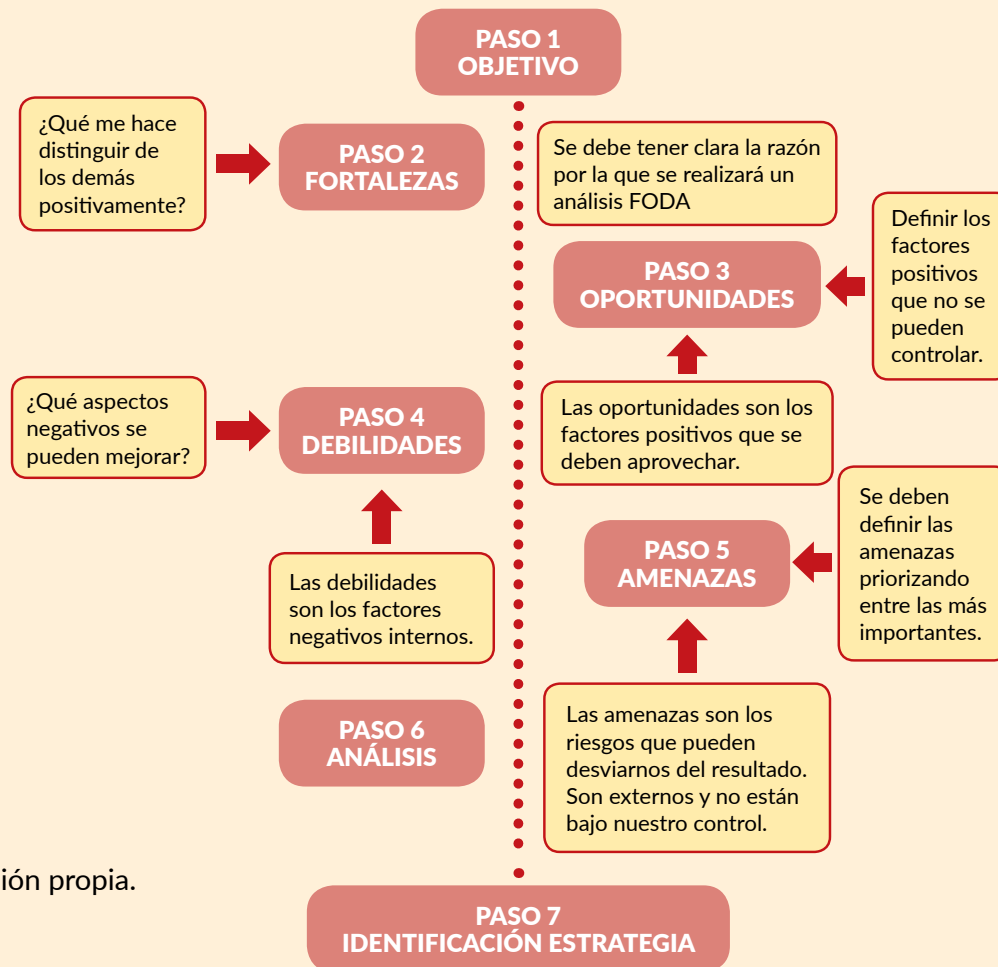 PASO 1
OBJETIVO
¿Qué me hace
distinguir de
los demás
positivamente?
PASO 2
FORTALEZAS
Se debe tener clara la razón
por la que se realizará un
análisis FODA
PASO 3
OPORTUNIDADES
Definir los
factores
positivos
que no se
pueden
controlar.
Las oportunidades son los
factores positivos que se
deben aprovechar.
¿Qué aspectos
negativos se
pueden mejorar?
PASO 4
DEBILIDADES
Las debilidades
son los factores
negativos internos.
PASO 5
AMENAZAS
Se deben
definir las
amenazas
priorizando
entre las más
importantes.
Las amenazas son los
riesgos que pueden
desviarnos del resultado.
Son externos y no están
bajo nuestro control.
PASO 6
ANÁLISIS
ión propia.
PASO 7
IDENTIFICACIÓN ESTRATEGIA